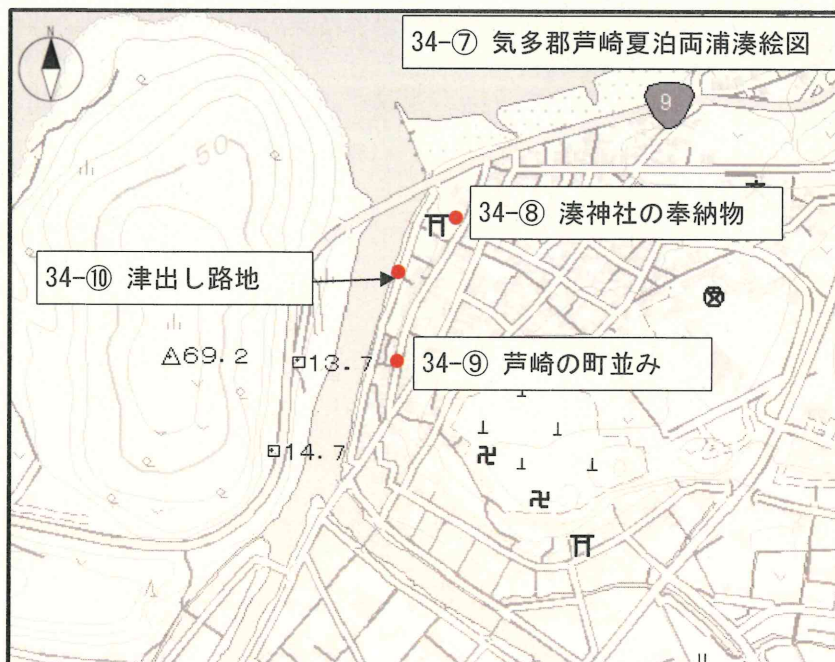 34-⑦ 気多郡芦崎夏泊両浦湊絵図
N
9
50
34-⑧ 湊神社の奉納物
34-⑩ 津出し路地
69.2
13.7
34-⑨ 芦崎の町並み
14.7